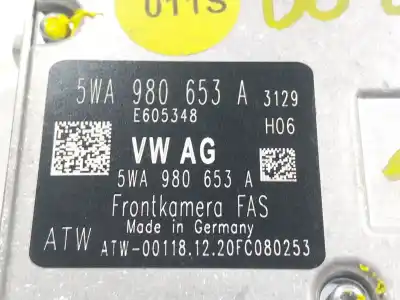 0113
5WA 980 653 A 3129
E605348 H06
VW AG
5WA 980 653 A
Frontkamera FAS
Made in Germany
ATW ATW-00118.12.20FC080253